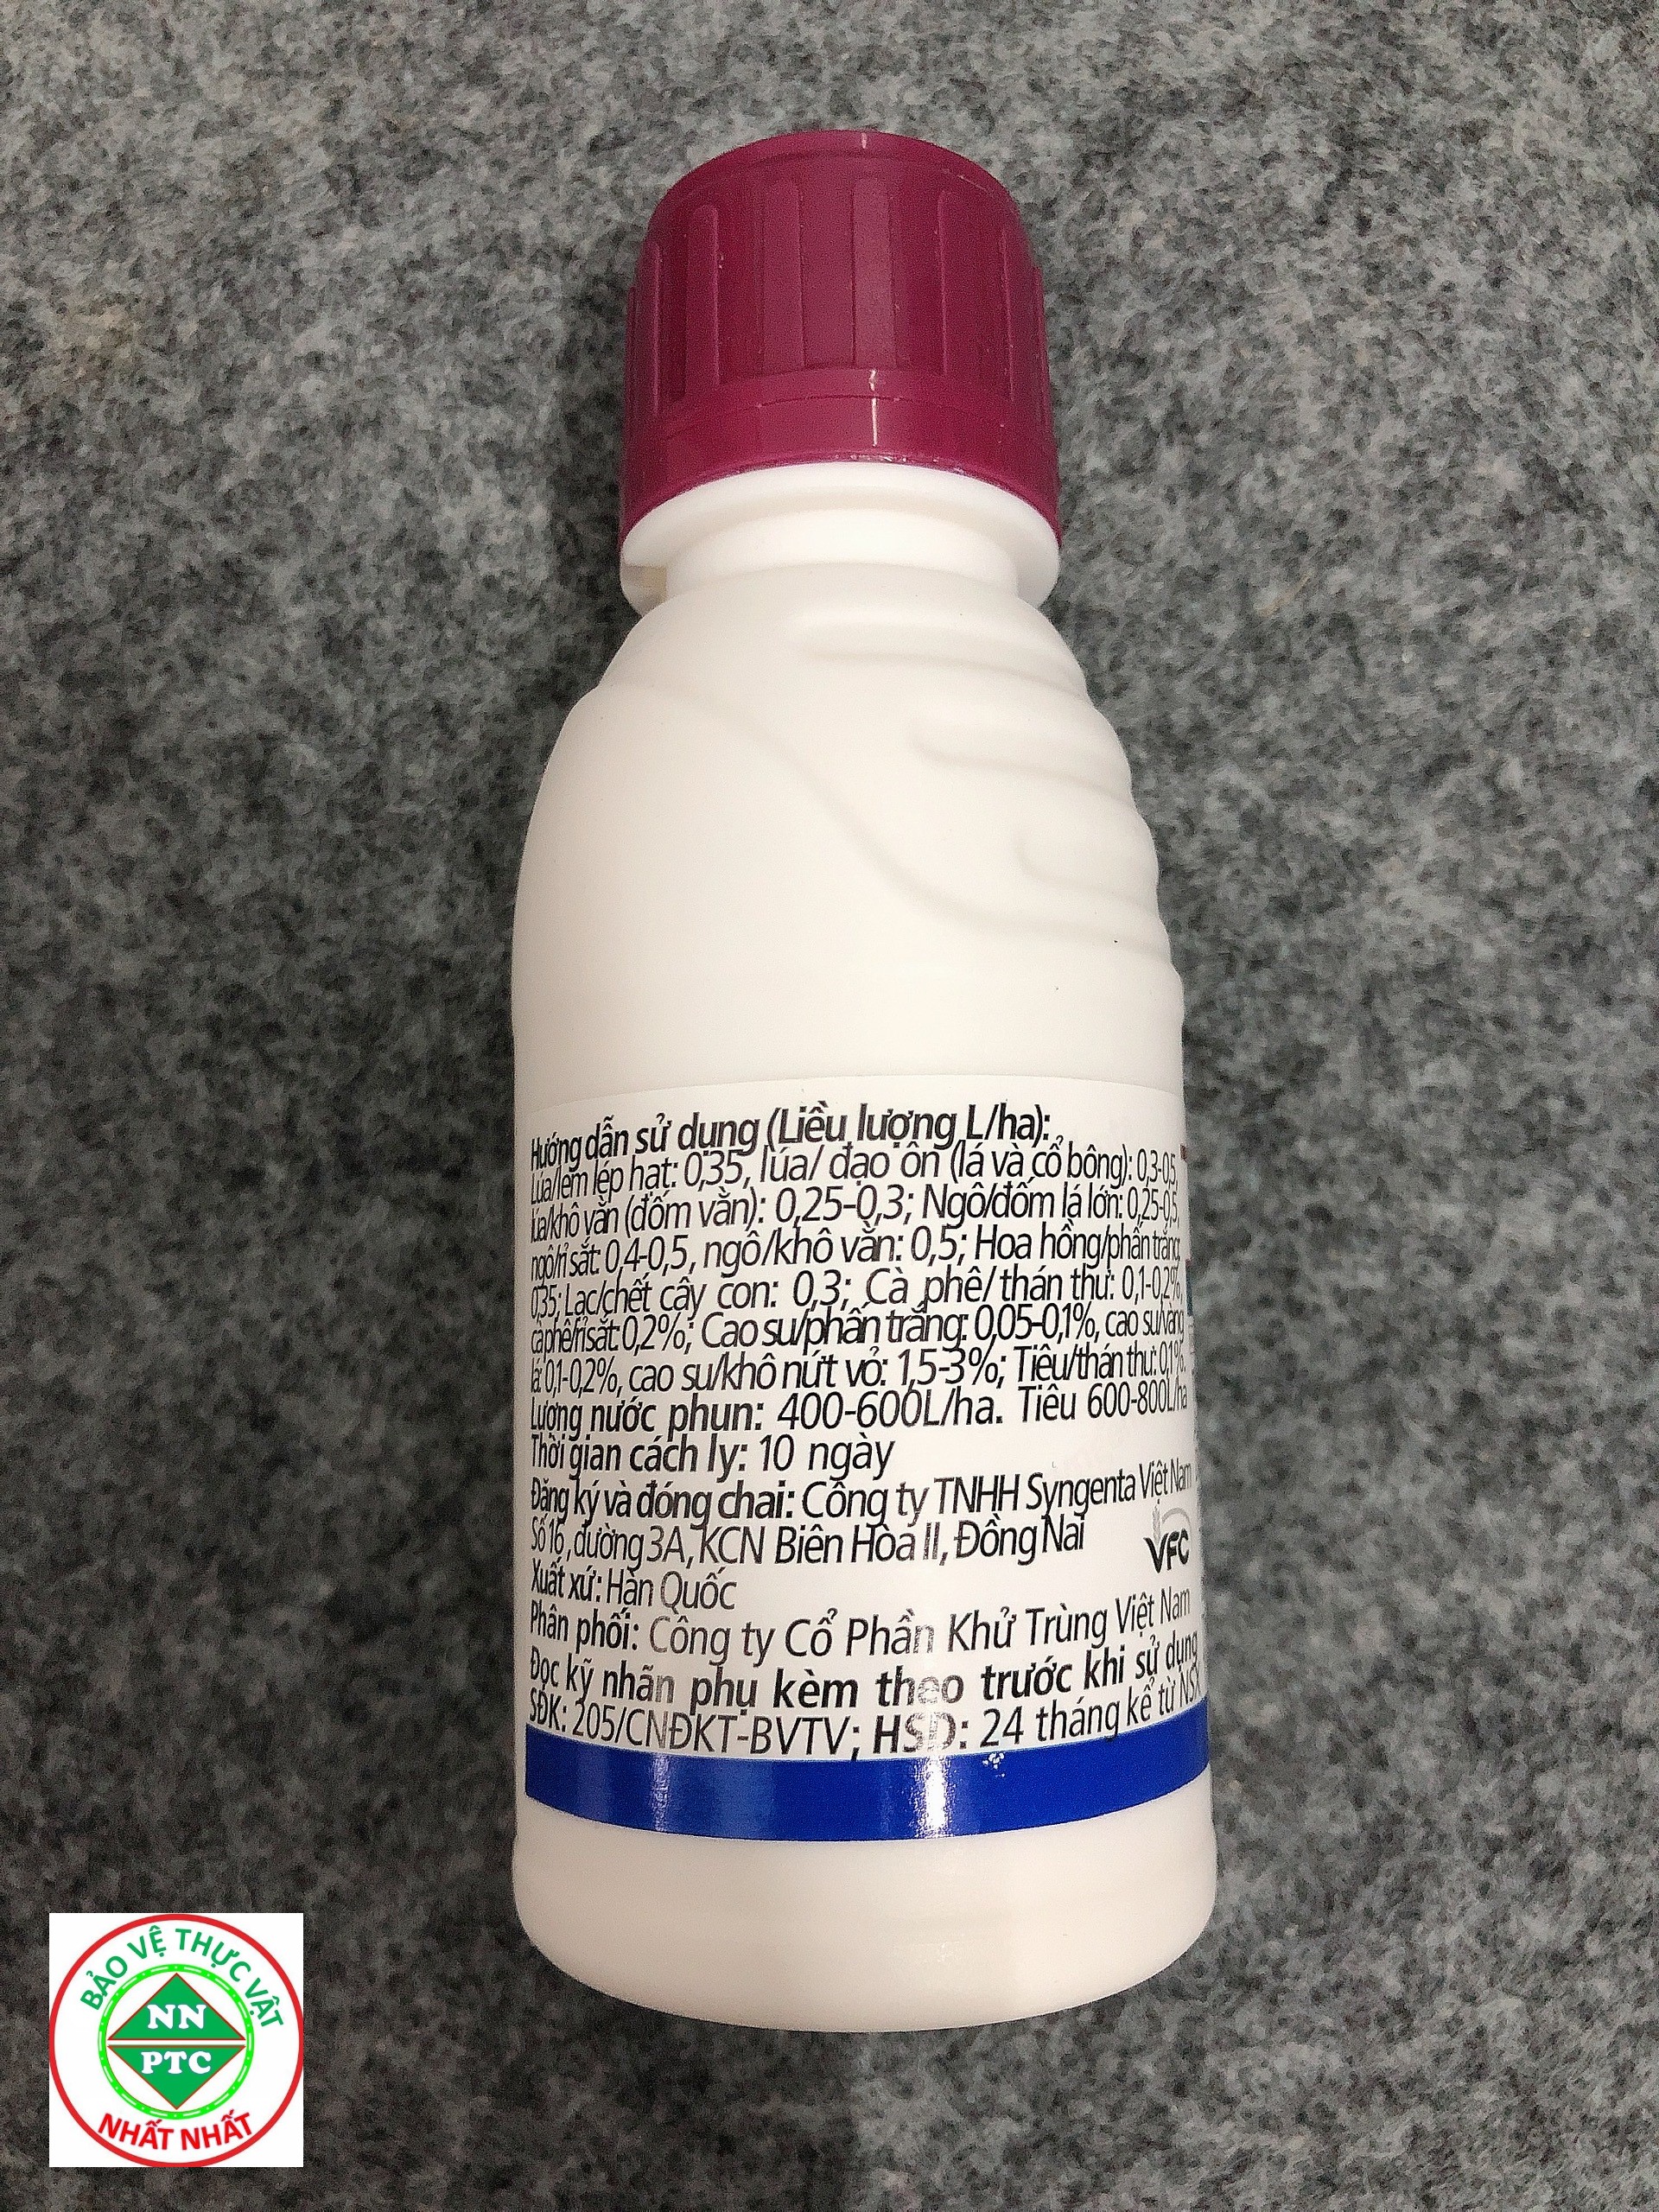 Hướng dẫn sử dụng (Liều lượng L/ha):
Lúa/lem lép hạt: 0,35, lúa/ đạo ôn (lá và cổ bông): 0,3-0,5,
lúa/khô vằn (đốm vằn): 0,25-0,3; Ngô/đốm lá lớn: 0,25-0,5,
ngô/rỉ sắt: 0,4-0,5, ngô/khô vằn: 0,5; Hoa hồng/phấn trắng:
0,35; Lạc/chết cây con: 0,3; Cà phê/ thán thư: 0,1-0,2%,
cà phê/rỉ sắt: 0,2%; Cao su/phấn trắng: 0,05-0,1%, cao su/vàng
lá: 0,1-0,2%, cao su/khô nứt vỏ: 1,5-3%; Tiêu/thán thư: 0,1%.
Lượng nước phun: 400-600L/ha. Tiêu 600-800L/ha
Thời gian cách ly: 10 ngày
Đăng ký và đóng chai: Công ty TNHH Syngenta Việt Nam
Số 16, đường 3A, KCN Biên Hòa II, Đồng Nai
VFC
Xuất xứ: Hàn Quốc
Phân phối: Công ty Cổ Phần Khử Trùng Việt Nam
Đọc kỹ nhãn phụ kèm theo trước khi sử dụng
SĐK: 205/CNĐKT-BVTV; HSD: 24 tháng kể từ NSX
BẢO VỆ THỰC VẬT
NN
PTC
NHẤT NHẤT